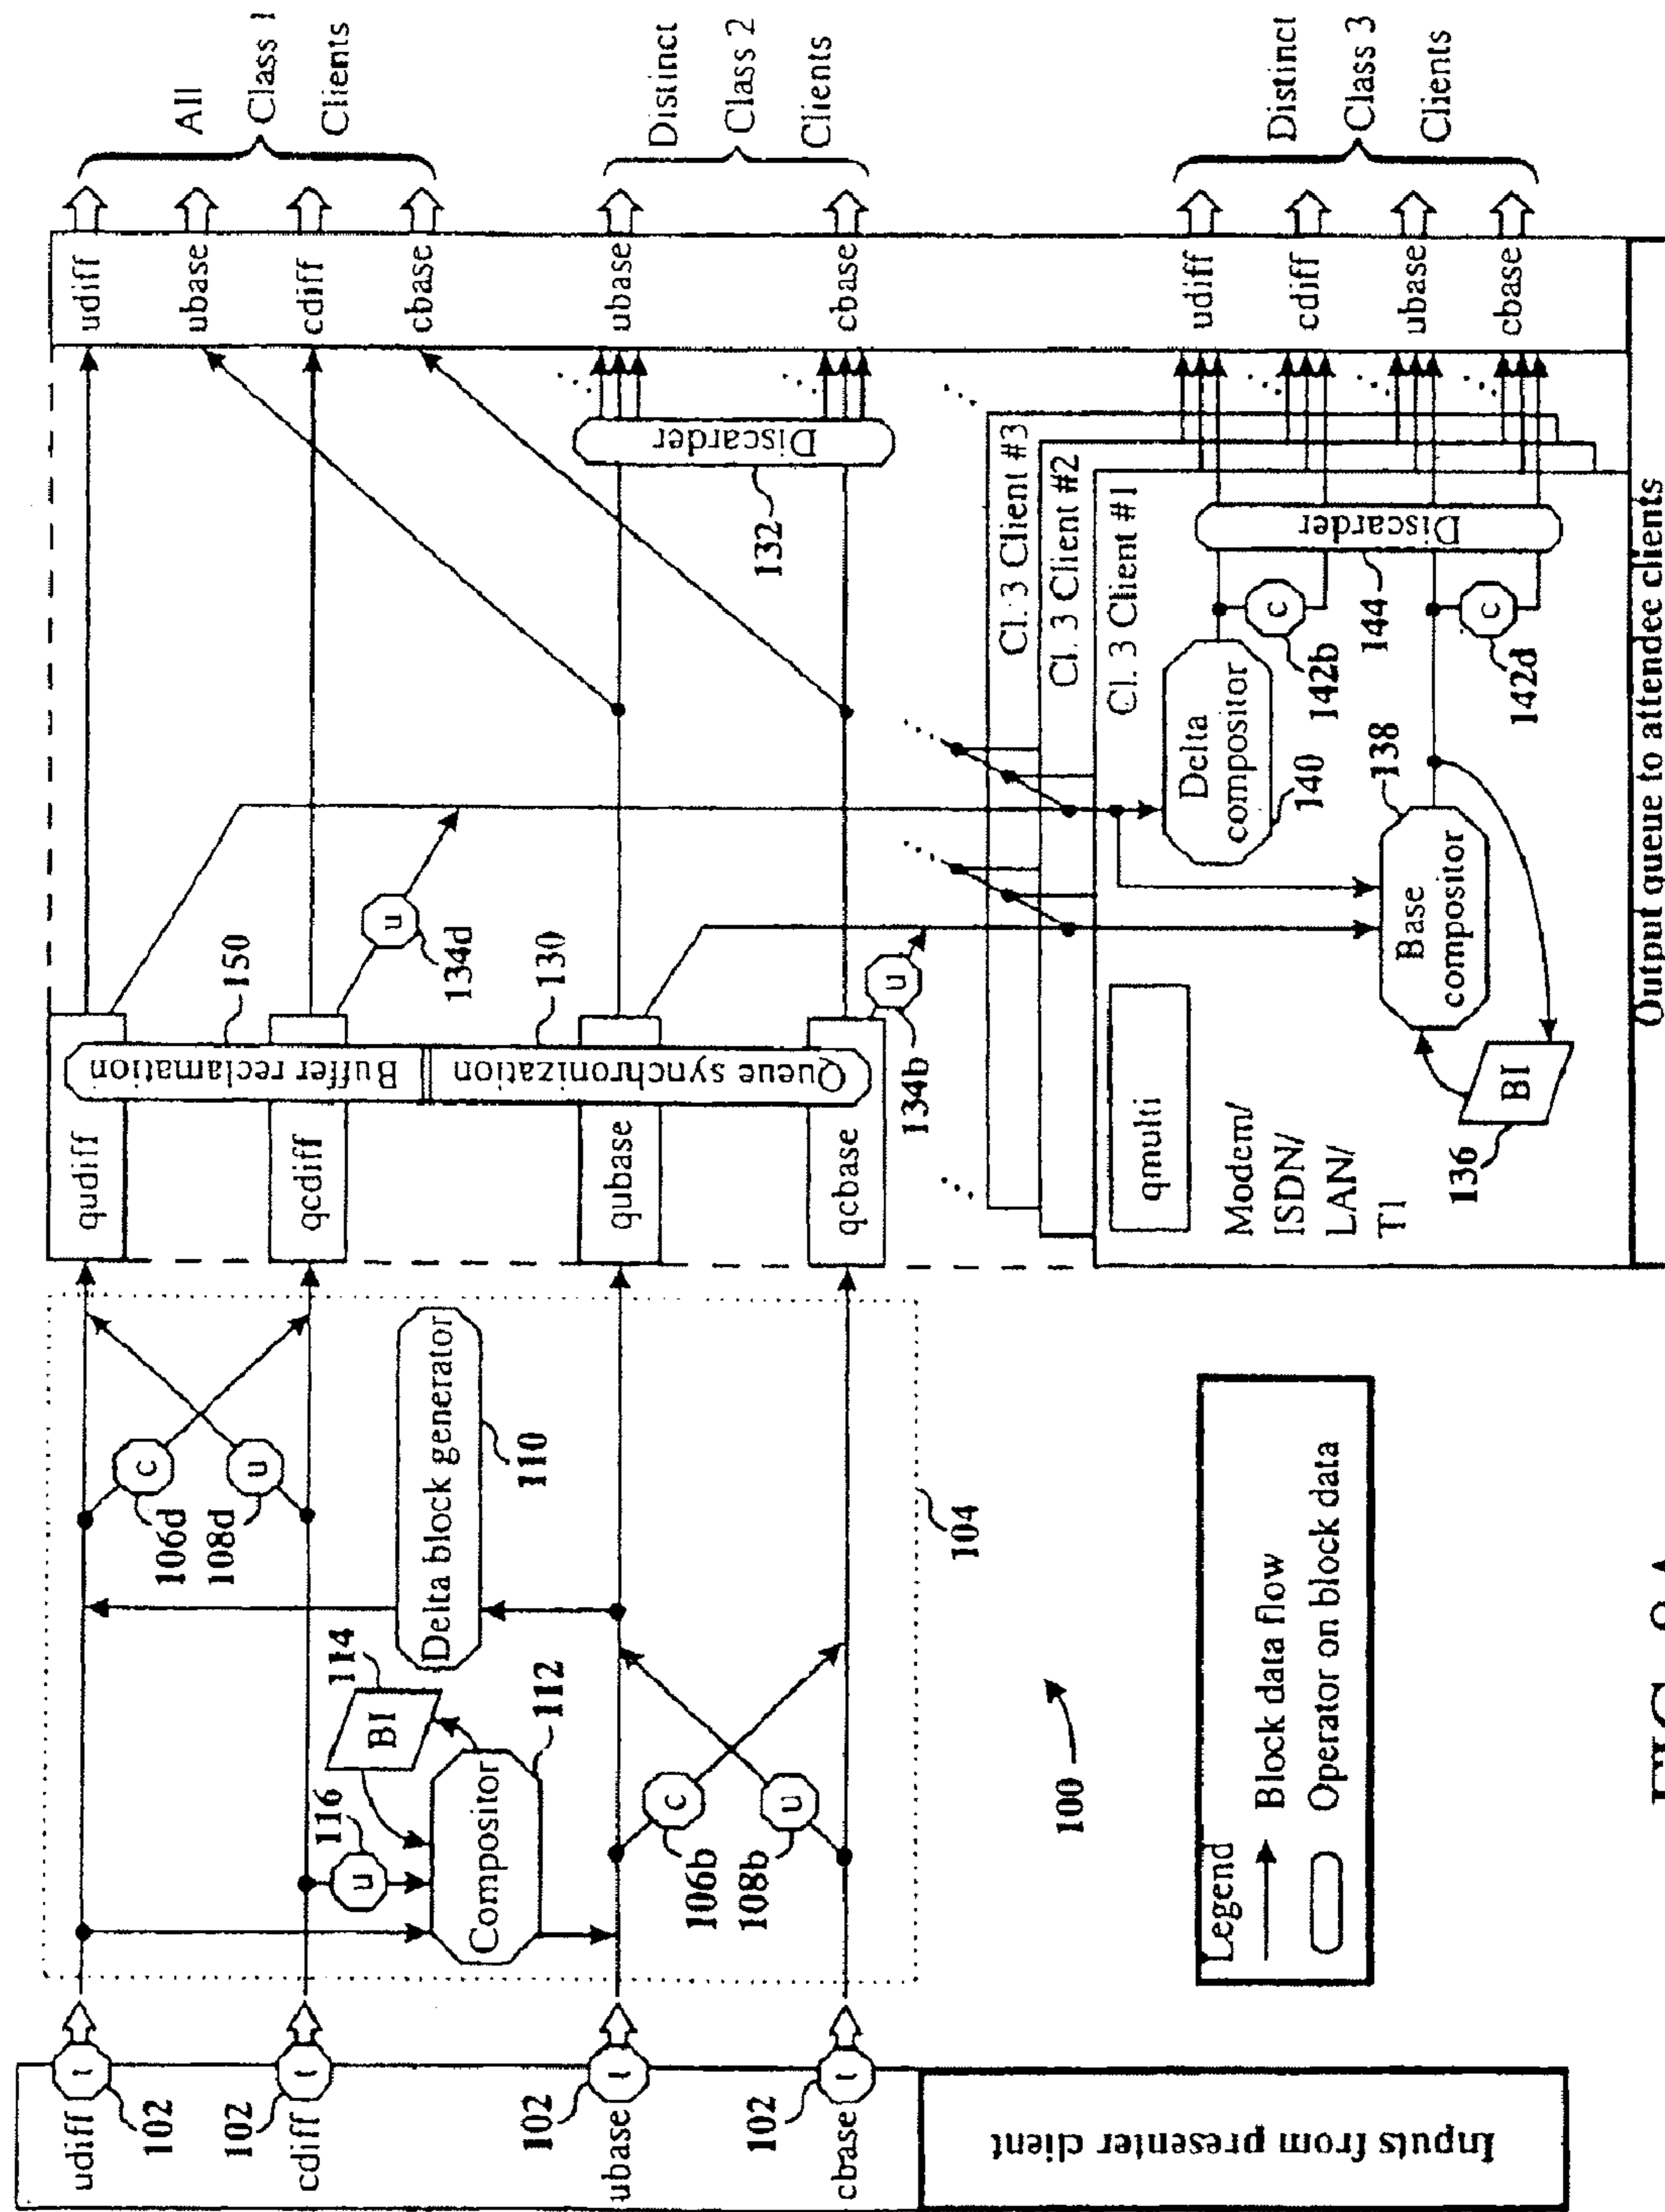 Inputs from presenter client
udiff
t
102
cdiff
t
102
ubase
t
102
cbase
t
102
104
106d
c
108d
u
110
Delta block generator
114
BI
116
u
112
Compositor
106b
c
108b
u
100
Legend
Block data flow
Operator on block data
qudiff
qcdiff
qubase
qcbase
Buffer reclamation
150
Queue synchronization
130
u
134d
u
134b
Discarder
132
Cl. 3 Client #3
Cl. 3 Client #2
Cl. 3 Client #1
qmulti
Modem/
ISDN/
LAN/
T1
Delta
compositor
140
Base
compositor
138
BI
136
c
142b
c
142d
Discarder
144
udiff
ubase
cdiff
cbase
ubase
cbase
udiff
cdiff
ubase
cbase
All
Class 1
Clients
Distinct
Class 2
Clients
Distinct
Class 3
Clients
Output queue to attendee clients